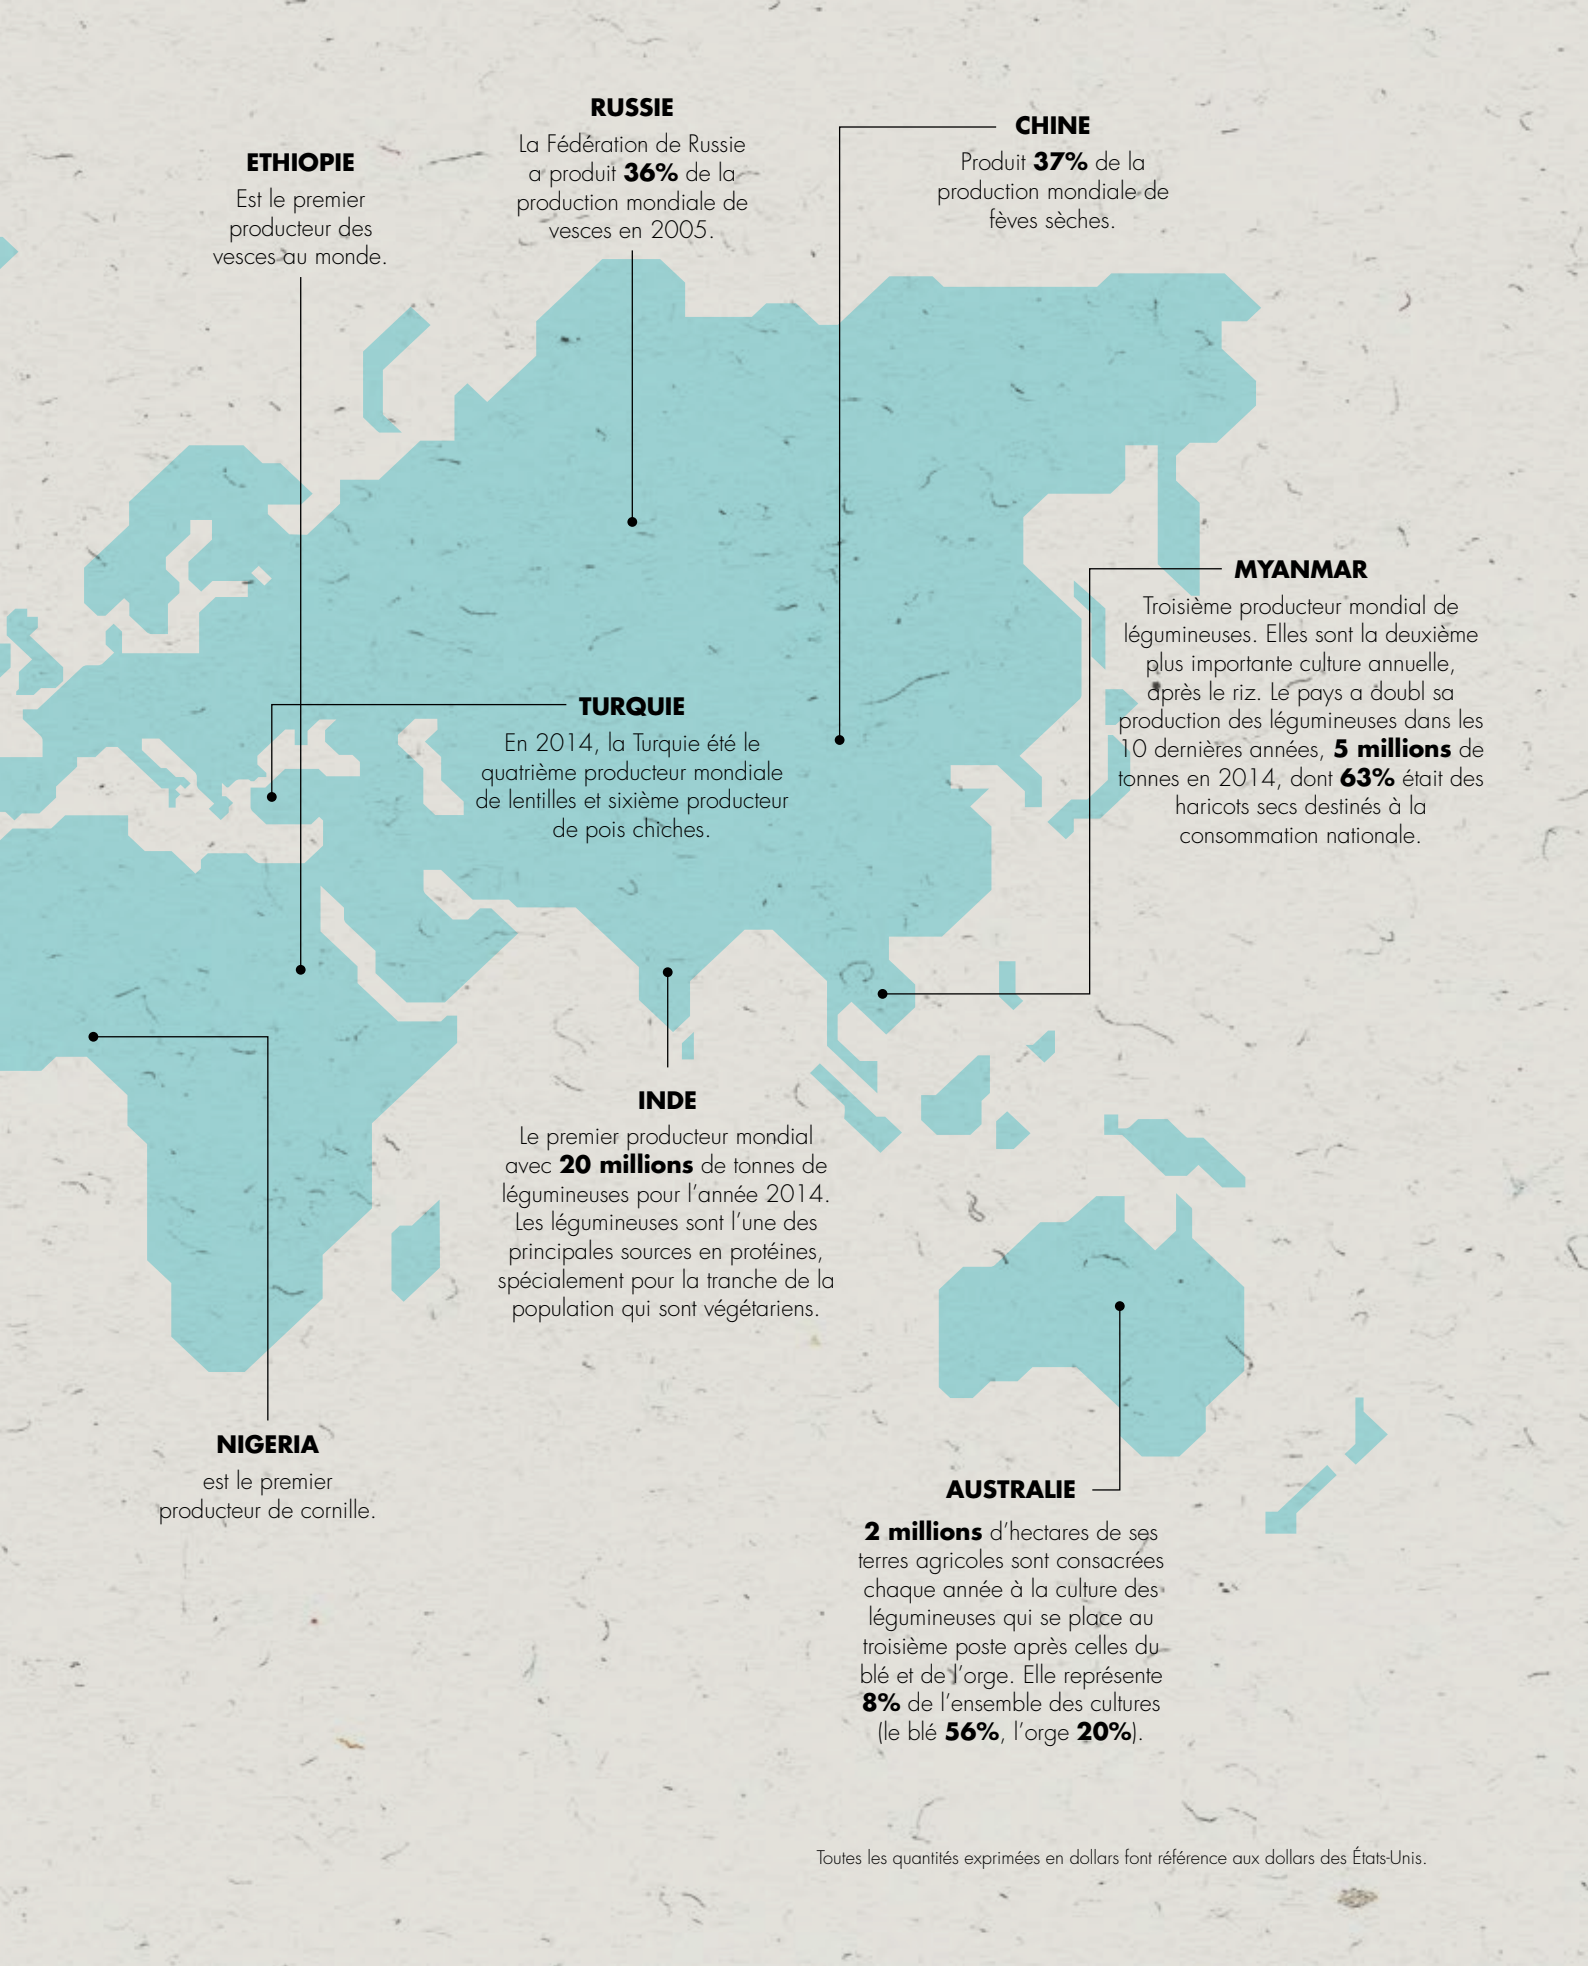 RUSSIE
La Fédération de Russie
a produit 36% de la
production mondiale de
vesces en 2005.
CHINE
Produit 37% de la
production mondiale de
fèves sèches.
ETHIOPIE
Est le premier
producteur des
vesces au monde.
MYANMAR
Troisième producteur mondial de
légumineuses. Elles sont la deuxième
plus importante culture annuelle,
après le riz. Le pays a doubl sa
production des légumineuses dans les
10 dernières années, 5 millions de
tonnes en 2014, dont 63% était des
haricots secs destinés à la
consommation nationale.
TURQUIE
En 2014, la Turquie été le
quatrième producteur mondiale
de lentilles et sixième producteur
de pois chiches.
INDE
Le premier producteur mondial
avec 20 millions de tonnes de
légumineuses pour l'année 2014.
Les légumineuses sont l'une des
principales sources en protéines,
spécialement pour la tranche de la
population qui sont végétariens.
NIGERIA
est le premier
producteur de cornille.
AUSTRALIE
2 millions d'hectares de ses
terres agricoles sont consacrées
chaque année à la culture des
légumineuses qui se place au
troisième poste après celles du
blé et de l'orge. Elle représente
8% de l'ensemble des cultures
(le blé 56%, l'orge 20%).
Toutes les quantités exprimées en dollars font référence aux dollars des États-Unis.